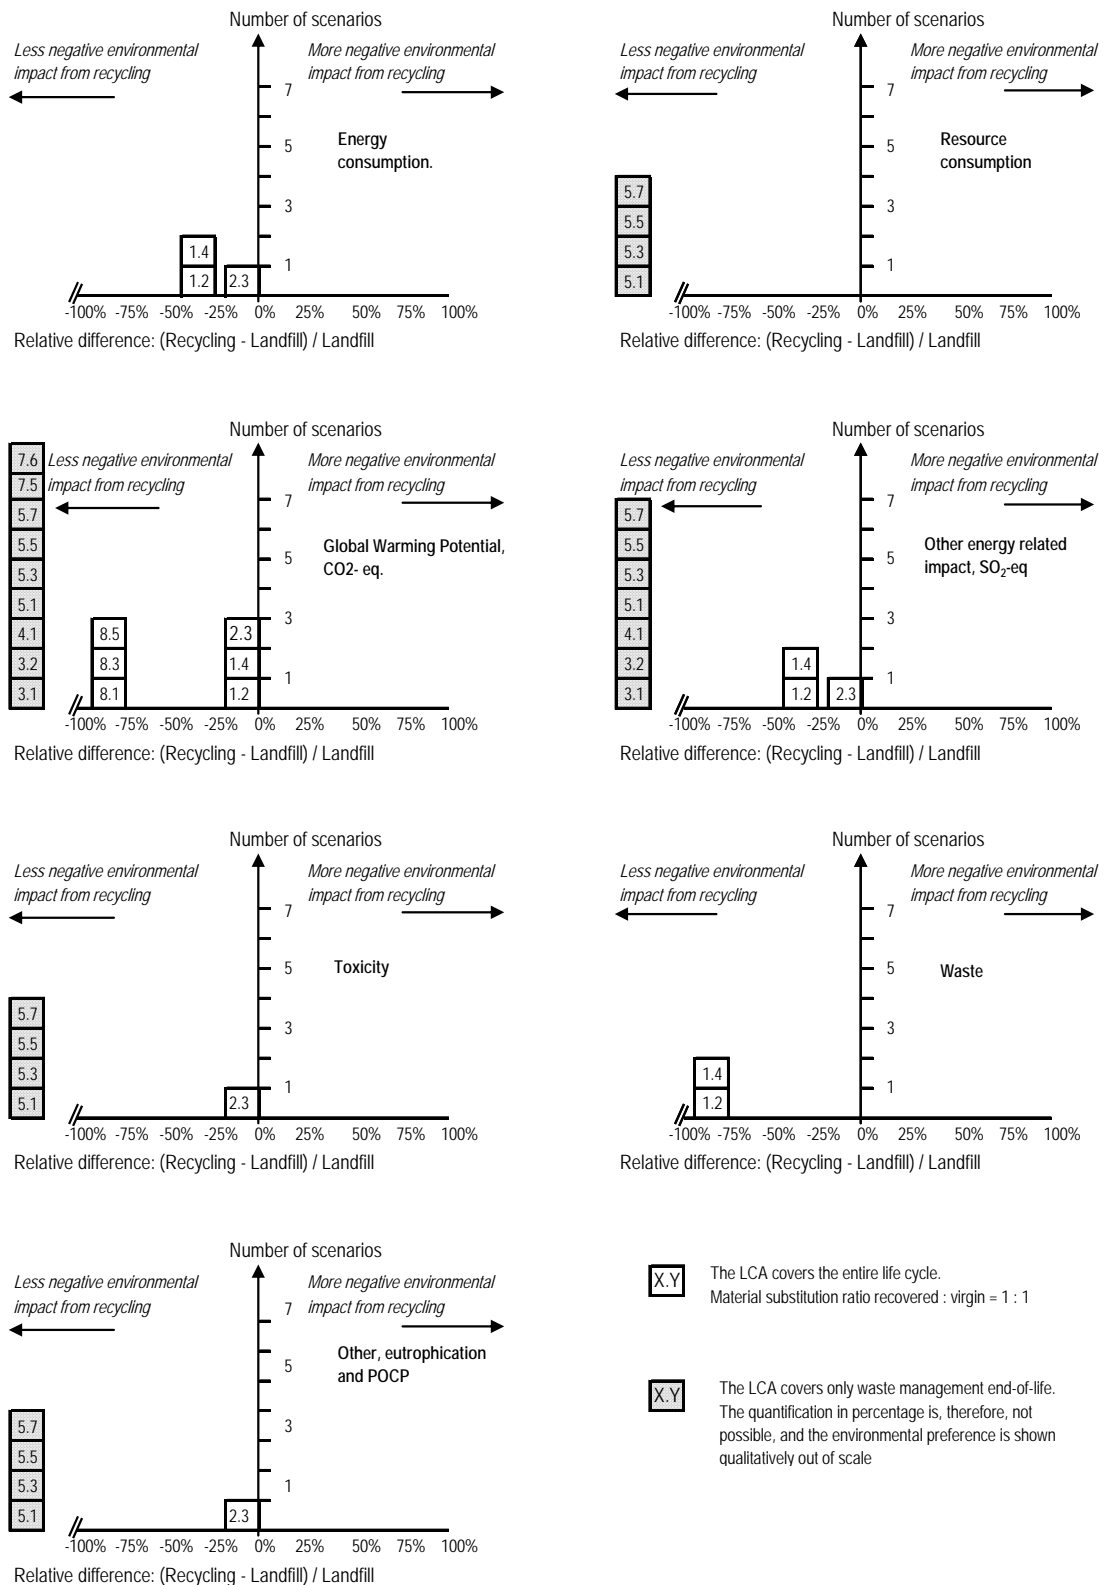 Number of scenarios
Less negative environmental
impact from recycling
More negative environmental
impact from recycling
7
5
3
1
Energy
consumption.
1.4
1.2
2.3
-100% -75% -50% -25% 0% 25% 50% 75% 100%
Relative difference: (Recycling - Landfill) / Landfill
Number of scenarios
Less negative environmental
impact from recycling
More negative environmental
impact from recycling
7
5
3
1
Resource
consumption
5.7
5.5
5.3
5.1
-100% -75% -50% -25% 0% 25% 50% 75% 100%
Relative difference: (Recycling - Landfill) / Landfill
Number of scenarios
Less negative environmental
impact from recycling
More negative environmental
impact from recycling
7
5
3
1
Global Warming Potential,
CO2- eq.
7.6
7.5
5.7
5.5
5.3
5.1
4.1
3.2
3.1
8.5
8.3
8.1
2.3
1.4
1.2
-100% -75% -50% -25% 0% 25% 50% 75% 100%
Relative difference: (Recycling - Landfill) / Landfill
Number of scenarios
Less negative environmental
impact from recycling
More negative environmental
impact from recycling
7
5
3
1
Other energy related
impact, SO₂-eq
5.7
5.5
5.3
5.1
4.1
3.2
3.1
1.4
1.2
2.3
-100% -75% -50% -25% 0% 25% 50% 75% 100%
Relative difference: (Recycling - Landfill) / Landfill
Number of scenarios
Less negative environmental
impact from recycling
More negative environmental
impact from recycling
7
5
3
1
Toxicity
5.7
5.5
5.3
5.1
2.3
-100% -75% -50% -25% 0% 25% 50% 75% 100%
Relative difference: (Recycling - Landfill) / Landfill
Number of scenarios
Less negative environmental
impact from recycling
More negative environmental
impact from recycling
7
5
3
1
Waste
1.4
1.2
-100% -75% -50% -25% 0% 25% 50% 75% 100%
Relative difference: (Recycling - Landfill) / Landfill
Number of scenarios
Less negative environmental
impact from recycling
More negative environmental
impact from recycling
7
5
3
1
Other, eutrophication
and POCP
5.7
5.5
5.3
5.1
2.3
-100% -75% -50% -25% 0% 25% 50% 75% 100%
Relative difference: (Recycling - Landfill) / Landfill
X.Y
The LCA covers the entire life cycle.
Material substitution ratio recovered : virgin = 1 : 1
X.Y
The LCA covers only waste management end-of-life.
The quantification in percentage is, therefore, not
possible, and the environmental preference is shown
qualitatively out of scale